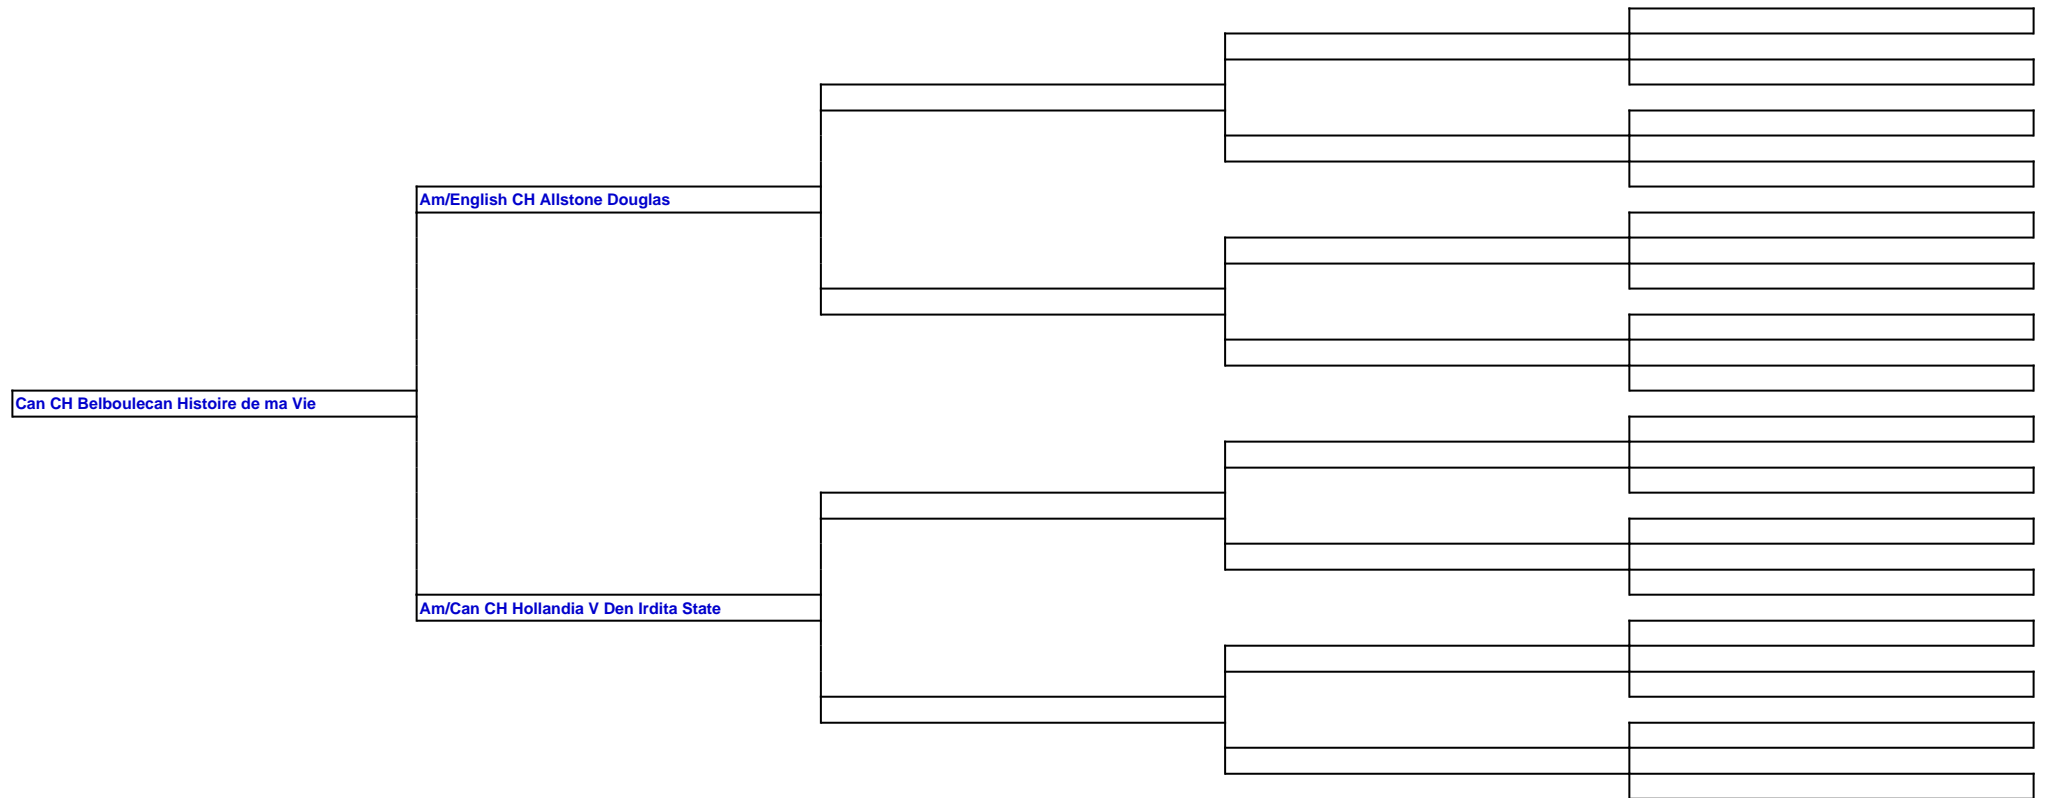 Am/English CH Allstone Douglas
Can CH Belboulecan Histoire de ma Vie
Am/Can CH Hollandia V Den Irdita State